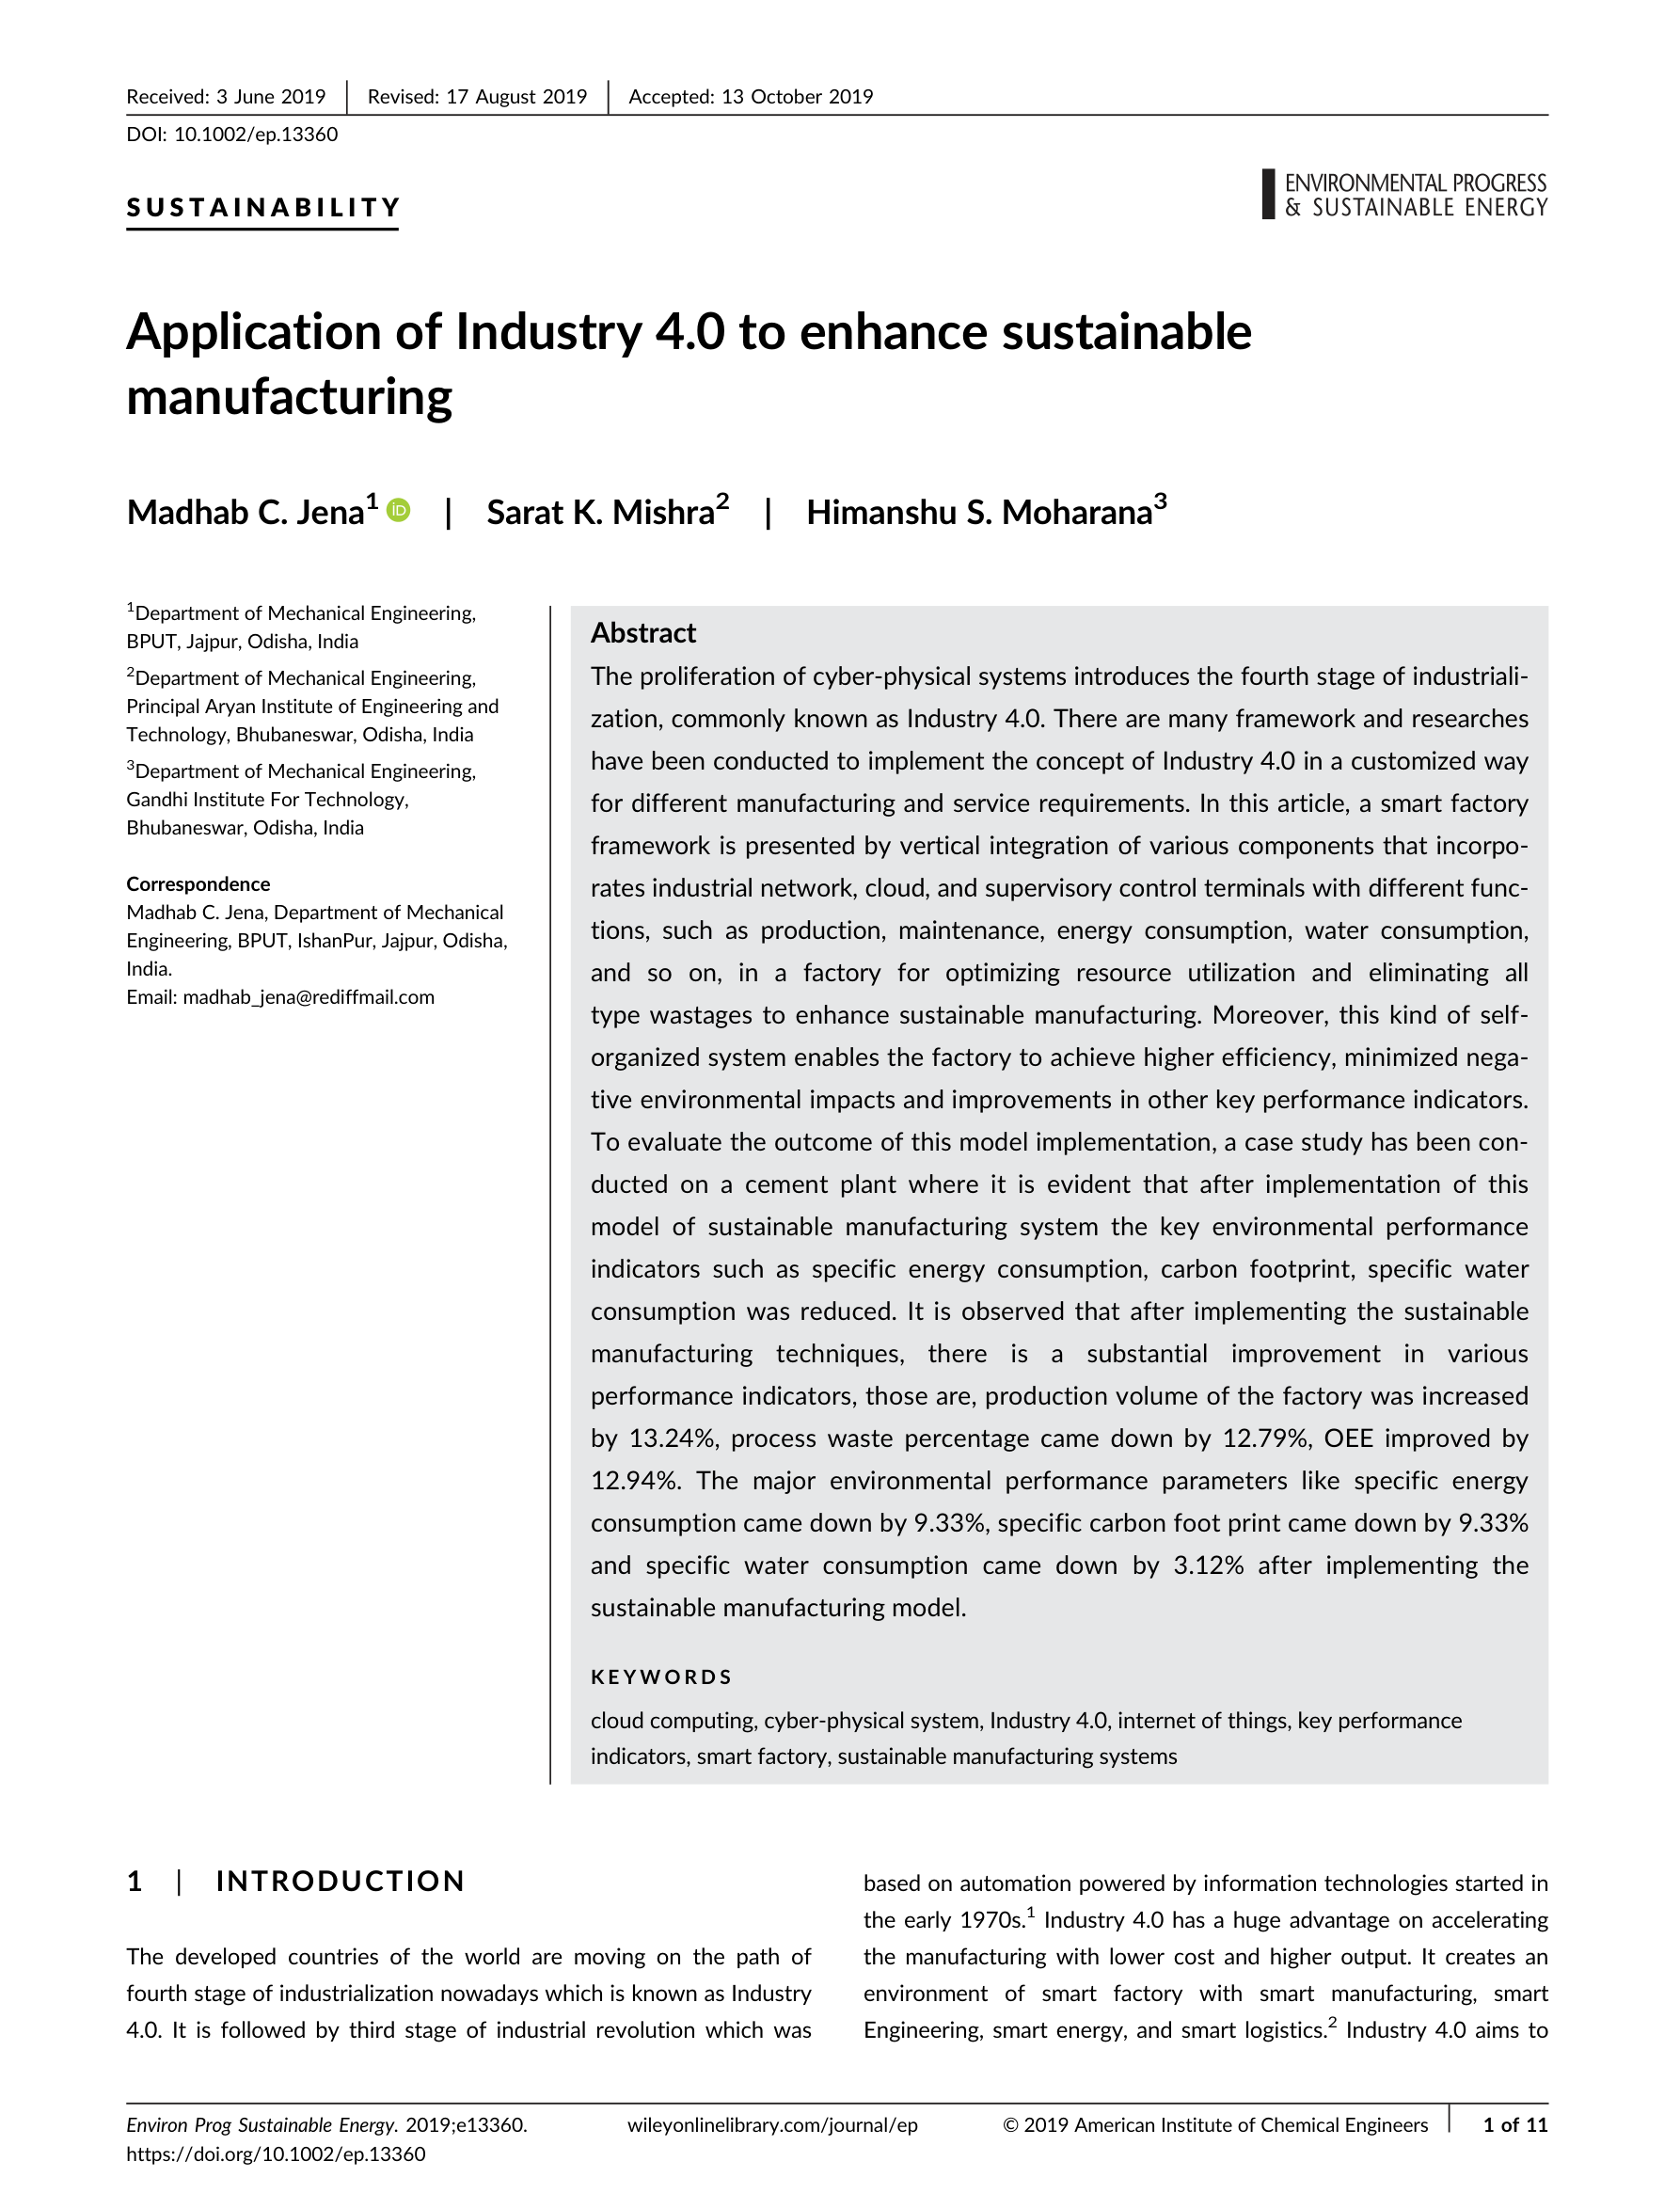 Received: 3 June 2019 | Revised: 17 August 2019 | Accepted: 13 October 2019
DOI: 10.1002/ep.13360
SUSTAINABILITY
ENVIRONMENTAL PROGRESS
& SUSTAINABLE ENERGY
Application of Industry 4.0 to enhance sustainable
manufacturing
Madhab C. Jena¹ iD | Sarat K. Mishra² | Himanshu S. Moharana³
¹Department of Mechanical Engineering,
BPUT, Jajpur, Odisha, India
²Department of Mechanical Engineering,
Principal Aryan Institute of Engineering and
Technology, Bhubaneswar, Odisha, India
³Department of Mechanical Engineering,
Gandhi Institute For Technology,
Bhubaneswar, Odisha, India
Correspondence
Madhab C. Jena, Department of Mechanical
Engineering, BPUT, IshanPur, Jajpur, Odisha,
India.
Email: madhab_jena@rediffmail.com
Abstract
The proliferation of cyber-physical systems introduces the fourth stage of industriali-
zation, commonly known as Industry 4.0. There are many framework and researches
have been conducted to implement the concept of Industry 4.0 in a customized way
for different manufacturing and service requirements. In this article, a smart factory
framework is presented by vertical integration of various components that incorpo-
rates industrial network, cloud, and supervisory control terminals with different func-
tions, such as production, maintenance, energy consumption, water consumption,
and so on, in a factory for optimizing resource utilization and eliminating all
type wastages to enhance sustainable manufacturing. Moreover, this kind of self-
organized system enables the factory to achieve higher efficiency, minimized nega-
tive environmental impacts and improvements in other key performance indicators.
To evaluate the outcome of this model implementation, a case study has been con-
ducted on a cement plant where it is evident that after implementation of this
model of sustainable manufacturing system the key environmental performance
indicators such as specific energy consumption, carbon footprint, specific water
consumption was reduced. It is observed that after implementing the sustainable
manufacturing techniques, there is a substantial improvement in various
performance indicators, those are, production volume of the factory was increased
by 13.24%, process waste percentage came down by 12.79%, OEE improved by
12.94%. The major environmental performance parameters like specific energy
consumption came down by 9.33%, specific carbon foot print came down by 9.33%
and specific water consumption came down by 3.12% after implementing the
sustainable manufacturing model.
KEYWORDS
cloud computing, cyber-physical system, Industry 4.0, internet of things, key performance
indicators, smart factory, sustainable manufacturing systems
1 | INTRODUCTION
The developed countries of the world are moving on the path of
fourth stage of industrialization nowadays which is known as Industry
4.0. It is followed by third stage of industrial revolution which was
based on automation powered by information technologies started in
the early 1970s.¹ Industry 4.0 has a huge advantage on accelerating
the manufacturing with lower cost and higher output. It creates an
environment of smart factory with smart manufacturing, smart
Engineering, smart energy, and smart logistics.² Industry 4.0 aims to
Environ Prog Sustainable Energy. 2019;e13360. wileyonlinelibrary.com/journal/ep © 2019 American Institute of Chemical Engineers | 1 of 11
https://doi.org/10.1002/ep.13360